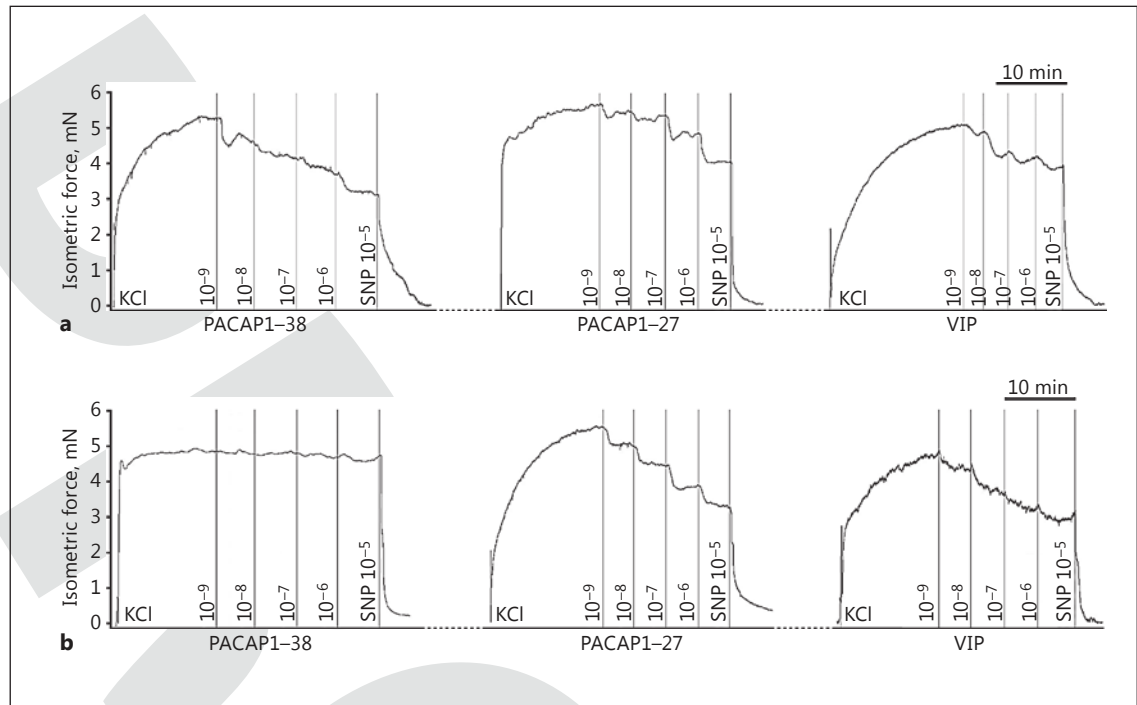 10 min
6
5
4
3
2
1
0
Isometric force, mN
KCl
10⁻⁹
10⁻⁸
10⁻⁷
10⁻⁶
SNP 10⁻⁵
KCl
10⁻⁹
10⁻⁸
10⁻⁷
10⁻⁶
SNP 10⁻⁵
KCl
10⁻⁹
10⁻⁸
10⁻⁷
10⁻⁶
SNP 10⁻⁵
a
PACAP1–38
PACAP1–27
VIP
10 min
6
5
4
3
2
1
0
Isometric force, mN
KCl
10⁻⁹
10⁻⁸
10⁻⁷
10⁻⁶
SNP 10⁻⁵
KCl
10⁻⁹
10⁻⁸
10⁻⁷
10⁻⁶
SNP 10⁻⁵
KCl
10⁻⁹
10⁻⁸
10⁻⁷
10⁻⁶
SNP 10⁻⁵
b
PACAP1–38
PACAP1–27
VIP